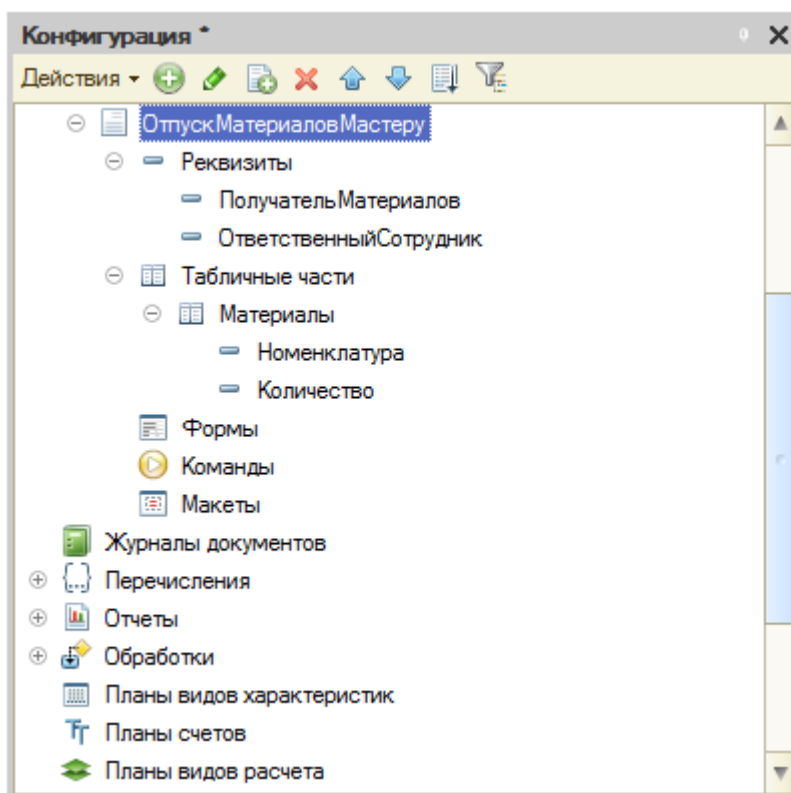 Конфигурация *
Действия
ОтпускМатериаловМастеру
Реквизиты
ПолучательМатериалов
ОтветственныйСотрудник
Табличные части
Материалы
Номенклатура
Количество
Формы
Команды
Макеты
Журналы документов
Перечисления
Отчеты
Обработки
Планы видов характеристик
Планы счетов
Планы видов расчета